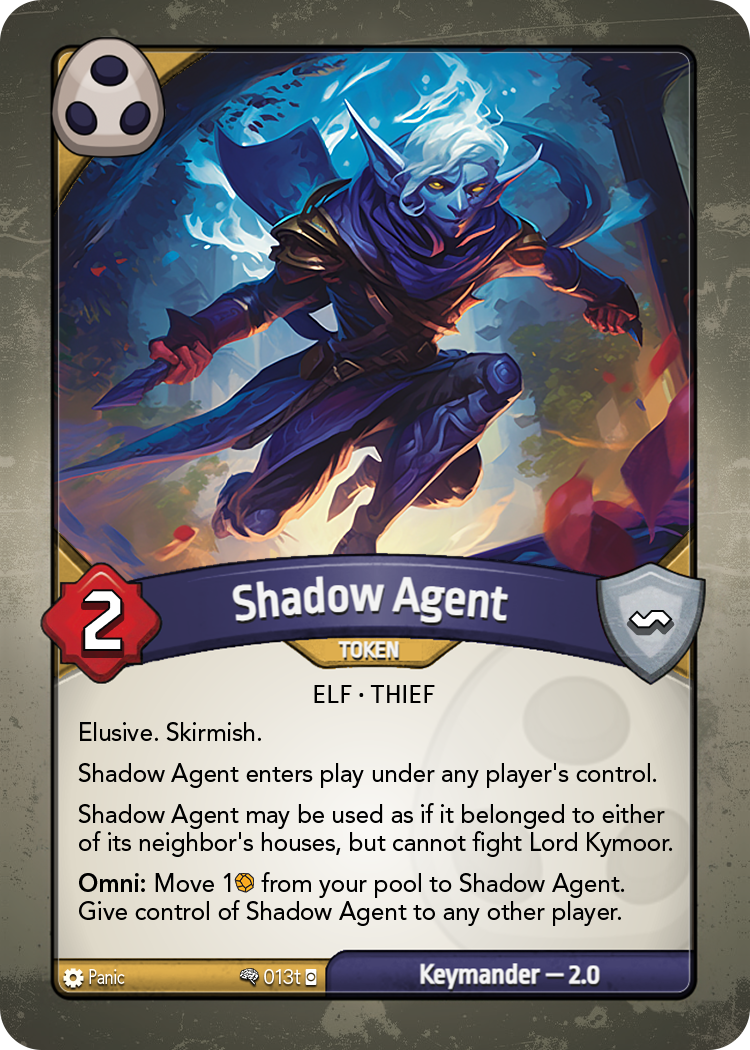 Shadow Agent
2
TOKEN
ELF • THIEF
Elusive. Skirmish.
Shadow Agent enters play under any player's control.
Shadow Agent may be used as if it belonged to either
of its neighbor's houses, but cannot fight Lord Kymoor.
Omni: Move 1 from your pool to Shadow Agent.
Give control of Shadow Agent to any other player.
Panic 013t Keymander — 2.0